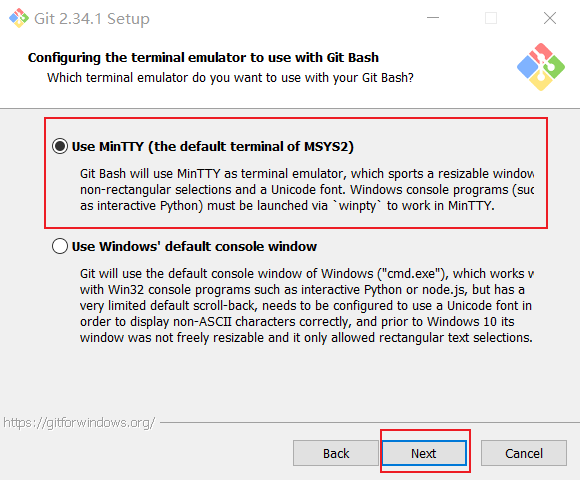 Git 2.34.1 Setup
Configuring the terminal emulator to use with Git Bash
Which terminal emulator do you want to use with your Git Bash?
Use MinTTY (the default terminal of MSYS2)
Git Bash will use MinTTY as terminal emulator, which sports a resizable window
non-rectangular selections and a Unicode font. Windows console programs (suc
as interactive Python) must be launched via `winpty` to work in MinTTY.
Use Windows' default console window
Git will use the default console window of Windows ("cmd.exe"), which works w
with Win32 console programs such as interactive Python or node.js, but has a
very limited default scroll-back, needs to be configured to use a Unicode font in
order to display non-ASCII characters correctly, and prior to Windows 10 its
window was not freely resizable and it only allowed rectangular text selections.
https://gitforwindows.org/
Back Next Cancel